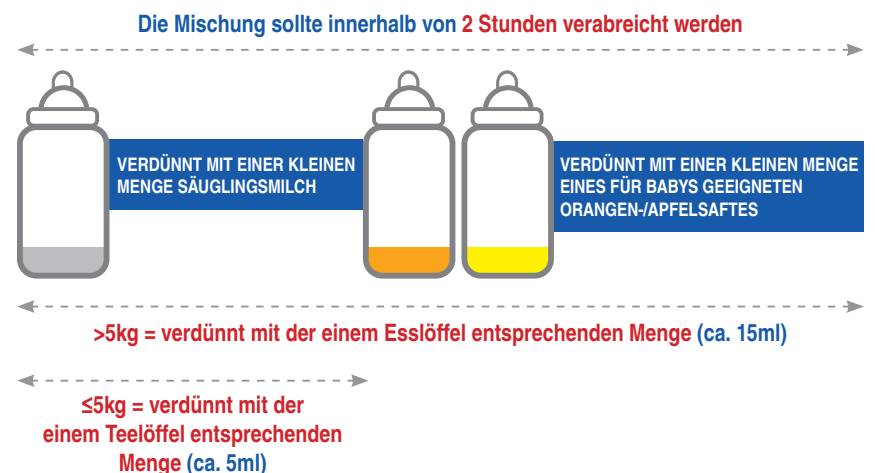 Die Mischung sollte innerhalb von 2 Stunden verabreicht werden
VERDÜNNT MIT EINER KLEINEN
MENGE SÄUGLINGSMILCH
VERDÜNNT MIT EINER KLEINEN MENGE
EINES FÜR BABYS GEEIGNETEN
ORANGEN-/APFELSAFTES
>5kg = verdünnt mit der einem Esslöffel entsprechenden Menge (ca. 15ml)
≤5kg = verdünnt mit der
einem Teelöffel entsprechenden
Menge (ca. 5ml)